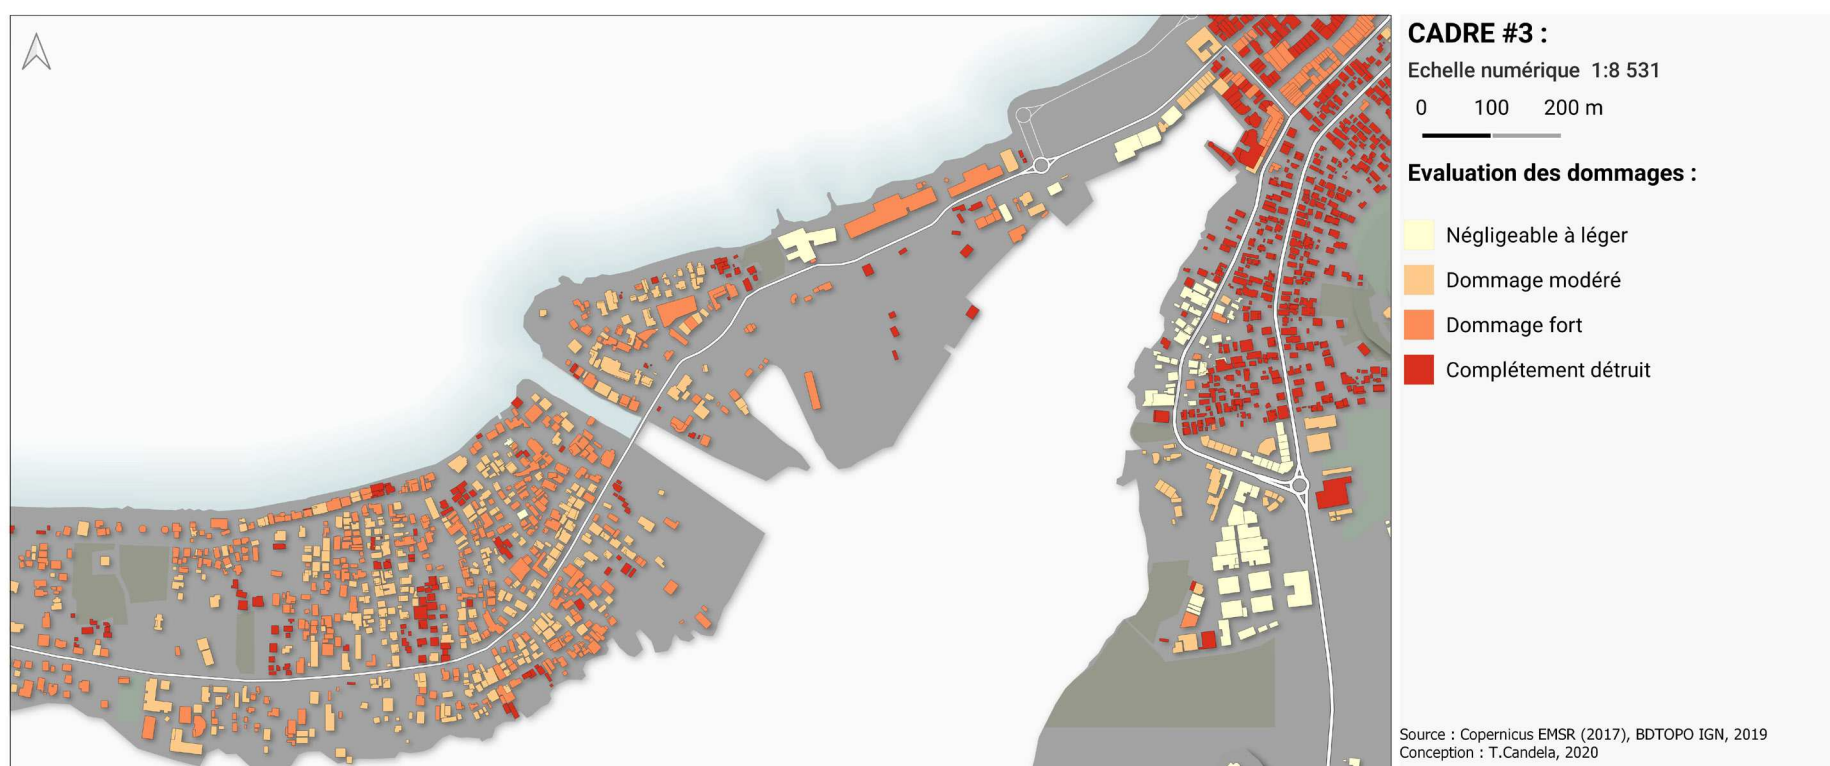 CADRE #3 :
Echelle numérique 1:8 531
0 100 200 m
Evaluation des dommages :
Négligeable à léger
Dommage modéré
Dommage fort
Complétement détruit
Source : Copernicus EMSR (2017), BDTOPO IGN, 2019
Conception : T.Candela, 2020